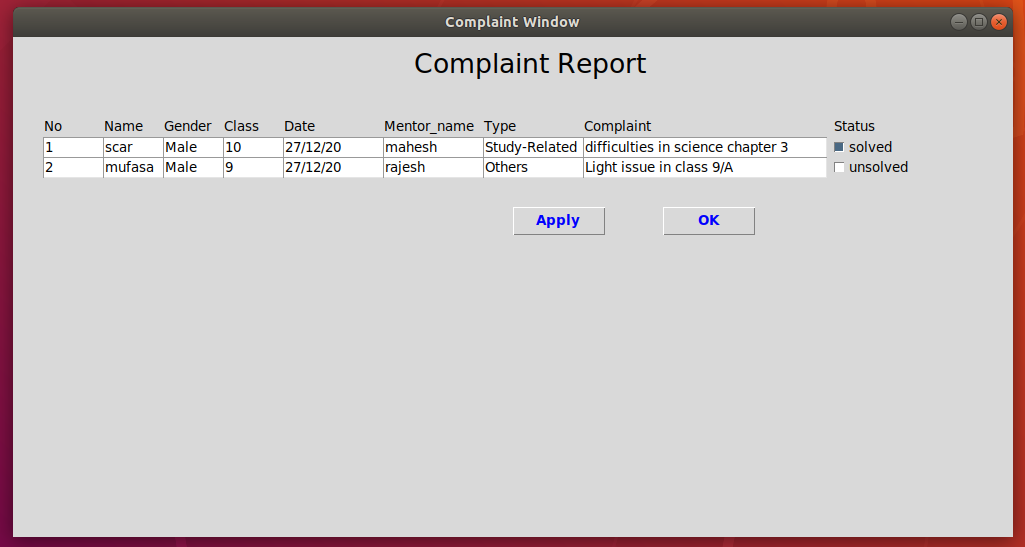 Complaint Window
Complaint Report
No Name Gender Class Date Mentor_name Type Complaint Status
1 scar Male 10 27/12/20 mahesh Study-Related difficulties in science chapter 3 solved
2 mufasa Male 9 27/12/20 rajesh Others Light issue in class 9/A unsolved
Apply OK